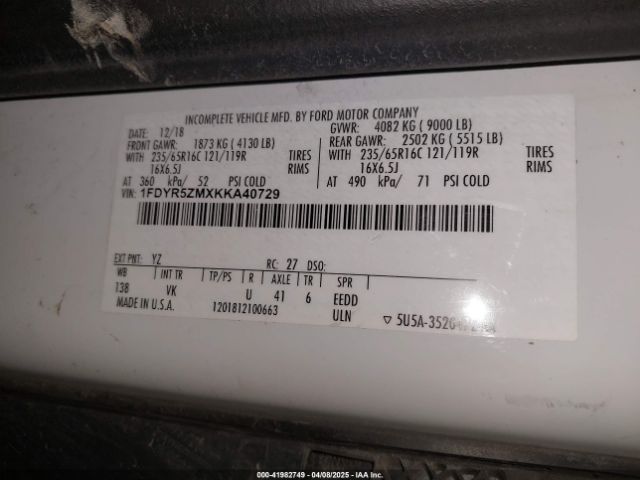 INCOMPLETE VEHICLE MFD. BY FORD MOTOR COMPANY
DATE: 12/18 GVWR: 4082 KG ( 9000 LB)
FRONT GAWR: 1873 KG ( 4130 LB) REAR GAWR: 2502 KG ( 5515 LB)
WITH 235/65R16C 121/119R TIRES WITH 235/65R16C 121/119R TIRES
16X6.5J RIMS 16X6.5J RIMS
AT 360 kPa/ 52 PSI COLD AT 490 kPa/ 71 PSI COLD
VIN: 1FDYR5ZMXKKA40729
EXT PNT: YZ RC: 27 DSO:
WB INT TR TP/PS R AXLE TR SPR
138 VK U 41 6 EEDD
MADE IN U.S.A. 1201812100663 ULN
000-41982749 04/08/2025 IAAI.com